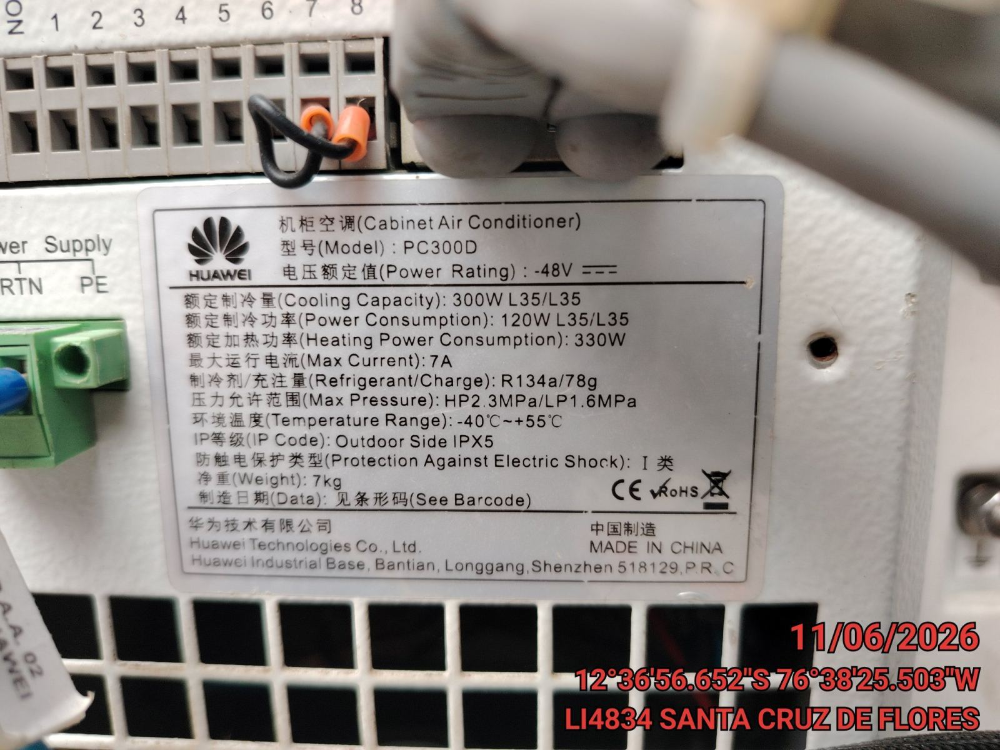 NO
1 2 3 4 5 6 7 8
Supply
RTN PE
HUAWEI
机柜空调(Cabinet Air Conditioner)
型号(Model) : PC300D
电压额定值(Power Rating) : -48V
额定制冷量(Cooling Capacity): 300W L35/L35
额定制冷功率(Power Consumption): 120W L35/L35
额定加热功率(Heating Power Consumption): 330W
最大运行电流(Max Current): 7A
制冷剂/充注量(Refrigerant/Charge): R134a/78g
压力允许范围(Max Pressure): HP2.3MPa/LP1.6MPa
环境温度(Temperature Range): -40℃~+55℃
IP等级(IP Code): Outdoor Side IPX5
防触电保护类型(Protection Against Electric Shock): I 类
净重(Weight): 7kg
制造日期(Data): 见条形码(See Barcode)
CE RoHS
华为技术有限公司
Huawei Technologies Co., Ltd.
Huawei Industrial Base, Bantian, Longgang, Shenzhen 518129, P.R. C
中国制造
MADE IN CHINA
A.A. 02
11/06/2026
12°36'56.652"S 76°38'25.503"W
LI4834 SANTA CRUZ DE FLORES